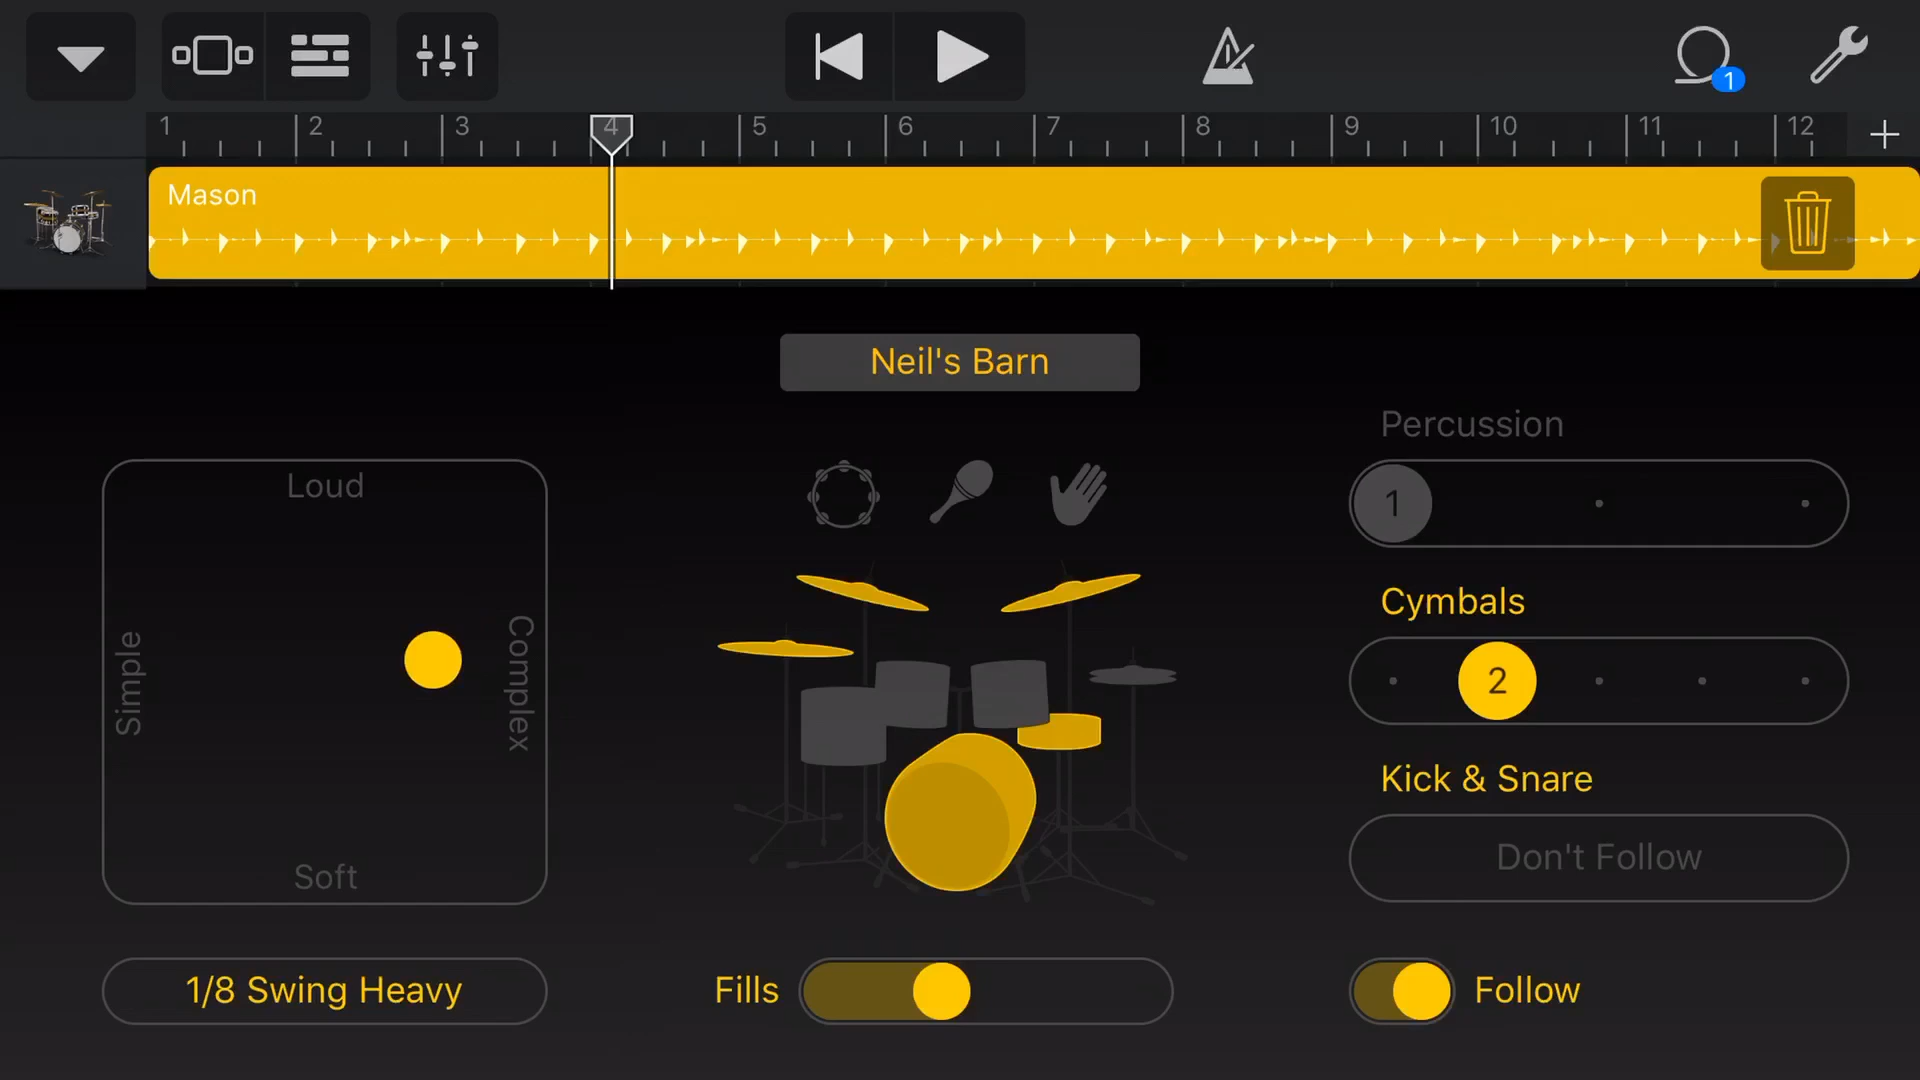 1
1 2 3 4 5 6 7 8 9 10 11 12
Mason
Neil's Barn
Percussion
1
Loud
Simple
Complex
Soft
Cymbals
2
Kick & Snare
Don't Follow
1/8 Swing Heavy
Fills
Follow